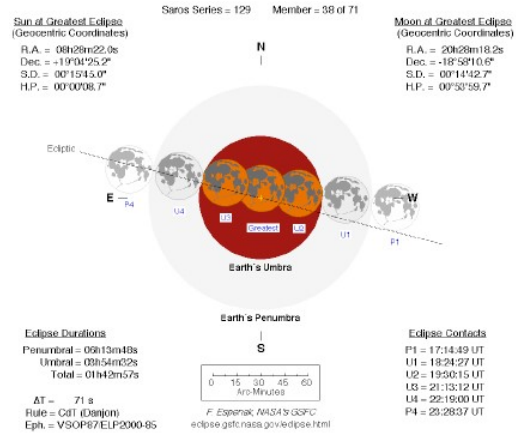 Saros Series = 129 Member = 38 of 71
Sun at Greatest Eclipse
(Geocentric Coordinates)
R.A. = 08h28m22.0s
Dec. = +19°04'25.2"
S.D. = 00°15'45.0"
H.P. = 00°00'08.7"
Moon at Greatest Eclipse
(Geocentric Coordinates)
R.A. = 20h28m18.2s
Dec. = -18°58'10.6"
S.D. = 00°14'42.7"
H.P. = 00°53'59.7"
N
Ecliptic
E
P4
U4
U3
Greatest
U2
U1
P1
W
Earth's Umbra
Earth's Penumbra
S
Eclipse Durations
Penumbral = 06h13m48s
Umbral = 03h54m32s
Total = 01h42m57s
ΔT = 71 s
Rule = CdT (Danjon)
Eph. = VSOP87/ELP2000-85
0 15 30 45 60
Arc-Minutes
F. Espenak, NASA's GSFC
eclipse.gsfc.nasa.gov/eclipse.html
Eclipse Contacts
P1 = 17:14:49 UT
U1 = 18:24:27 UT
U2 = 19:30:15 UT
U3 = 21:13:12 UT
U4 = 22:19:00 UT
P4 = 23:28:37 UT